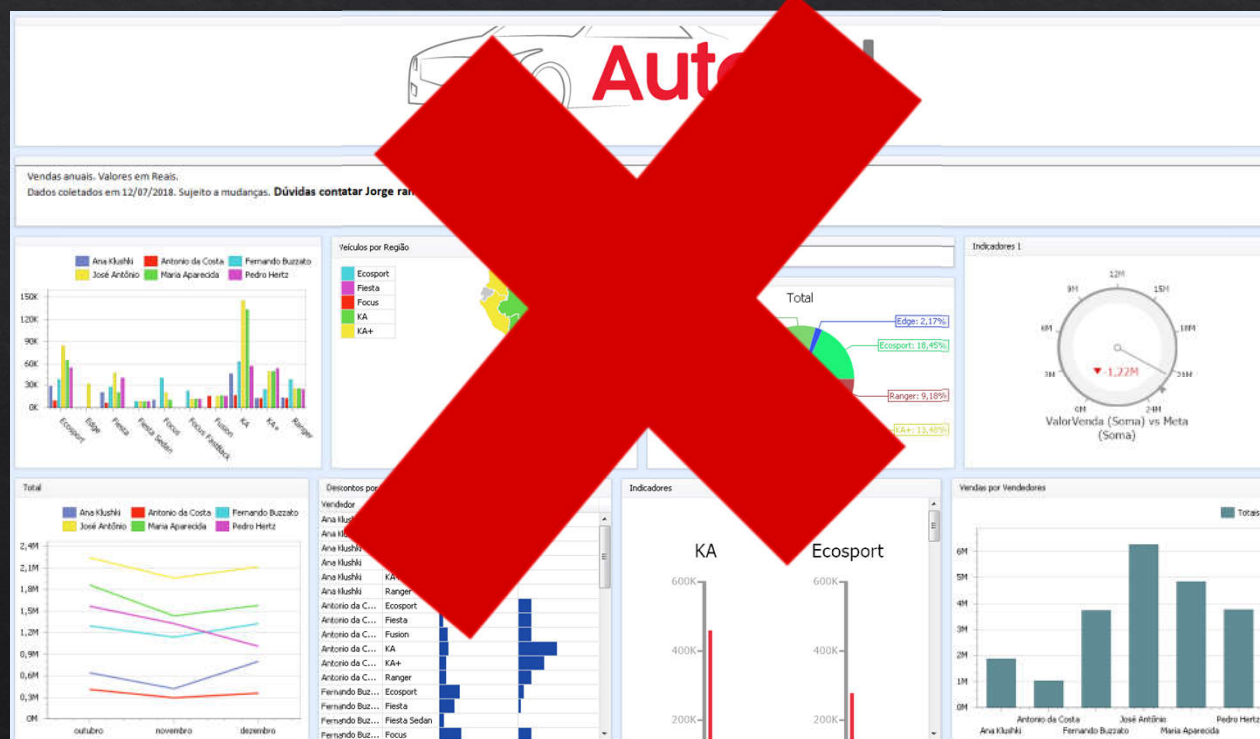 Vendas anuais. Valores em Reais.
Dados coletados em 12/07/2018. Sujeito a mudanças. Dúvidas contatar Jorge
Ana Klushki Antonio da Costa Fernando Buzzato
José Antônio Maria Aparecida Pedro Hertz
150K
120K
90K
60K
30K
0K
Ecosport
Edge
Fiesta
Fiesta Sedan
Focus
Focus FastBack
Fusion
KA
KA+
Ranger
Veículos por Região
Ecosport
Fiesta
Focus
KA
KA+
Total
Edge: 2,17%
Ecosport: 18,45%
Ranger: 9,18%
KA+: 13,48%
Indicadores 1
12M
9M 15M
6M 18M
3M 21M
0M 24M
-1,22M
ValorVenda (Soma) vs Meta
(Soma)
Total
Ana Klushki Antonio da Costa Fernando Buzzato
José Antônio Maria Aparecida Pedro Hertz
2,4M
2,1M
1,8M
1,5M
1,2M
0,9M
0,6M
0,3M
0M
outubro novembro dezembro
Descontos por
Vendedor
Ana Klushki
Ana Klushki
Ana Klushki KA
Ana Klushki Ranger
Antonio da C... Ecosport
Antonio da C... Fiesta
Antonio da C... Fusion
Antonio da C... KA
Antonio da C... KA+
Antonio da C... Ranger
Fernando Buz... Ecosport
Fernando Buz... Fiesta
Fernando Buz... Fiesta Sedan
Fernando Buz... Focus
Indicadores
KA Ecosport
600K 600K
400K 400K
200K 200K
Vendas por Vendedores
Totais
6M
5M
4M
3M
2M
1M
0M
Antonio da Costa José Antônio Pedro Hertz
Ana Klushki Fernando Buzzato Maria Aparecida